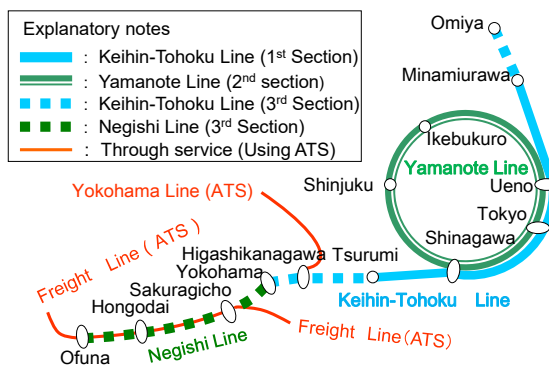 Explanatory notes
: Keihin-Tohoku Line (1st Section)
: Yamanote Line (2nd section)
: Keihin-Tohoku Line (3rd Section)
: Negishi Line (3rd Section)
: Through service (Using ATS)
Omiya
Minamiurawa
Ikebukuro
Yamanote Line
Shinjuku
Ueno
Tokyo
Shinagawa
Yokohama Line (ATS)
Higashikanagawa
Tsurumi
Yokohama
Keihin-Tohoku Line
Freight Line ( ATS )
Sakuragicho
Hongodai
Freight Line(ATS)
Negishi Line
Ofuna